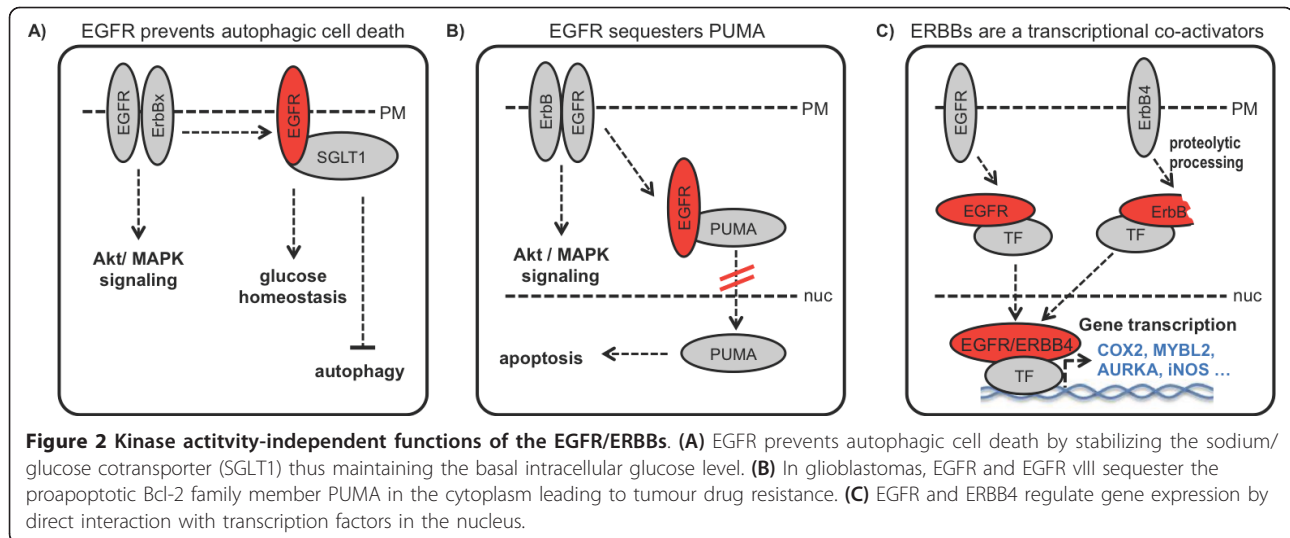 A) EGFR prevents autophagic cell death
EGFR
ErbBx
EGFR
PM
SGLT1
Akt/ MAPK
signaling
glucose
homeostasis
autophagy
B) EGFR sequesters PUMA
ErbB
EGFR
PM
EGFR
PUMA
Akt / MAPK
signaling
nuc
apoptosis
PUMA
C) ERBBs are a transcriptional co-activators
EGFR
ErbB4
PM
proteolytic
processing
EGFR
TF
ErbB
TF
nuc
Gene transcription
EGFR/ERBB4
TF
COX2, MYBL2,
AURKA, iNOS ...
Figure 2 Kinase actitvity-independent functions of the EGFR/ERBBs. (A) EGFR prevents autophagic cell death by stabilizing the sodium/
glucose cotransporter (SGLT1) thus maintaining the basal intracellular glucose level. (B) In glioblastomas, EGFR and EGFR vIII sequester the
proapoptotic Bcl-2 family member PUMA in the cytoplasm leading to tumour drug resistance. (C) EGFR and ERBB4 regulate gene expression by
direct interaction with transcription factors in the nucleus.